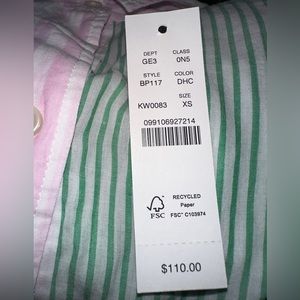 DEPT CLASS
GE3 0N5
STYLE COLOR
BP117 DHC
SIZE
KW0083 XS
099106927214
RECYCLED
Paper
FSC FSC® C103974
$110.00